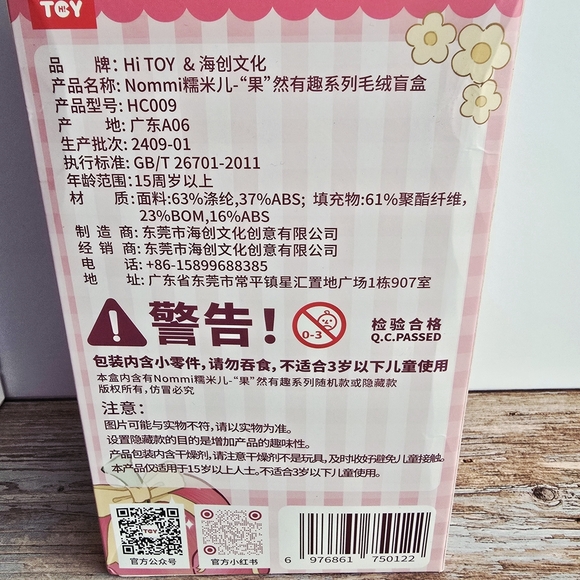 Hi TOY
品　　牌：Hi TOY & 海创文化
产品名称：Nommi糯米儿-“果”然有趣系列毛绒盲盒
产品型号：HC009
产　　地：广东A06
生产批次：2409-01
执行标准：GB/T 26701-2011
年龄范围：15周岁以上
材　　质：面料:63%涤纶,37%ABS；填充物:61%聚酯纤维，
23%BOM,16%ABS
制 造 商：东莞市海创文化创意有限公司
经 销 商：东莞市海创文化创意有限公司
电　　话：+86-15899688385
地　　址：广东省东莞市常平镇星汇置地广场1栋907室
警告！
0-3
检验合格
Q.C.PASSED
包装内含小零件，请勿吞食，不适合3岁以下儿童使用
本盒内含有Nommi糯米儿-“果”然有趣系列随机款或隐藏款
版权所有，仿冒必究
注意：
图片可能与实物不符，请以实物为准。
设置隐藏款的目的是增加产品的趣味性。
产品包装内含干燥剂，请注意干燥剂不是玩具，及时收好避免儿童接触。
本产品仅适用于15岁以上人士。不适合3岁以下儿童使用。
TOY
官方公众号
官方小红书
6 976861 750122